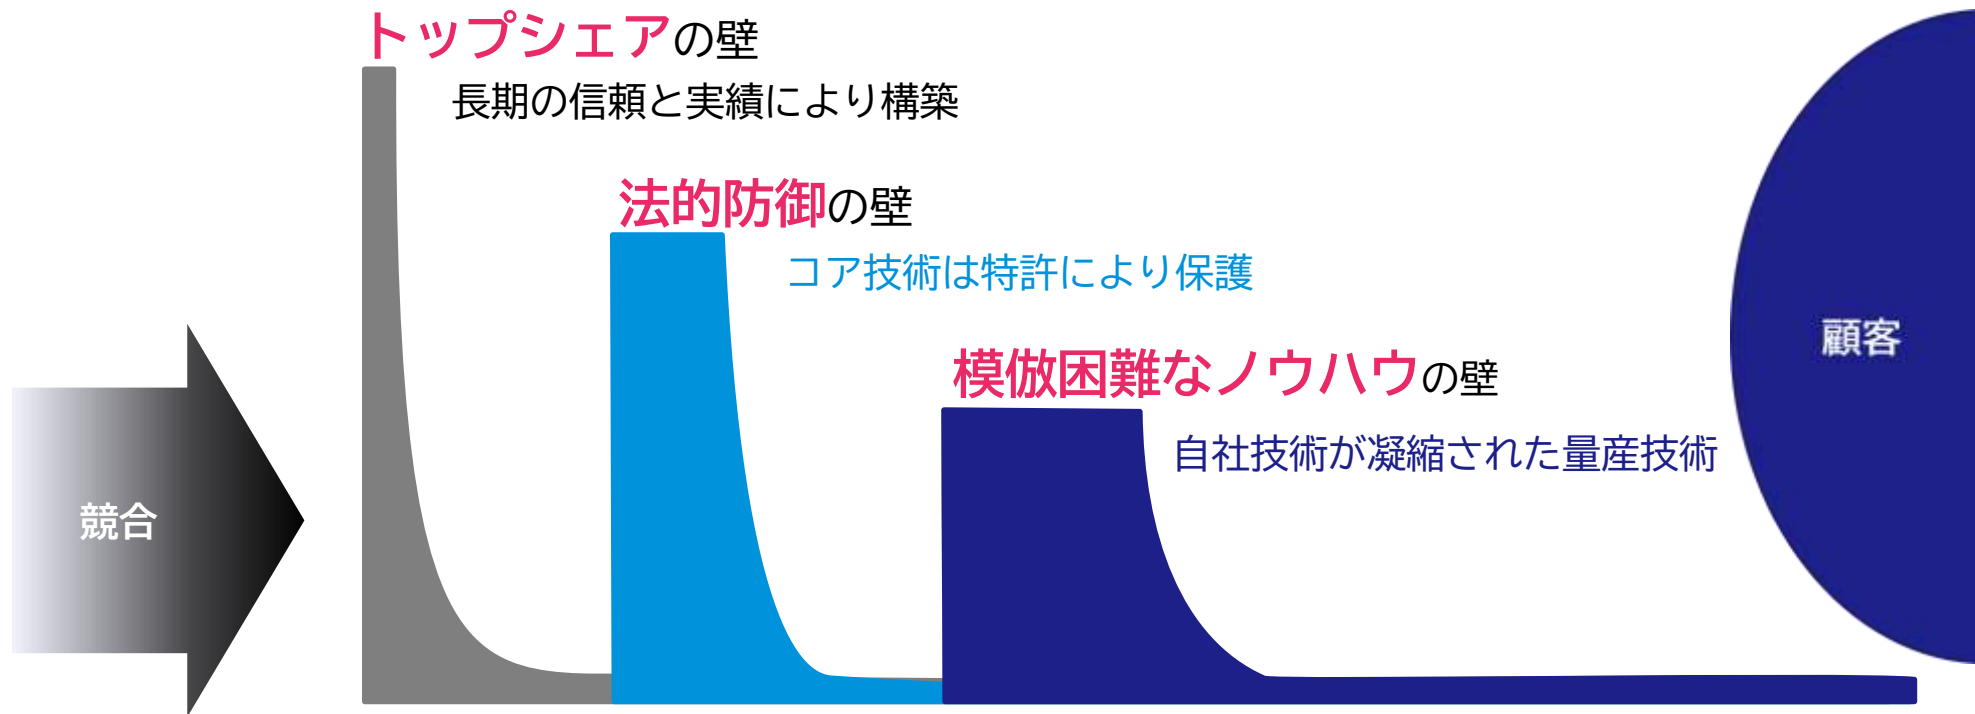 トップシェアの壁
長期の信頼と実績により構築
法的防御の壁
コア技術は特許により保護
顧客
模倣困難なノウハウの壁
自社技術が凝縮された量産技術
競合